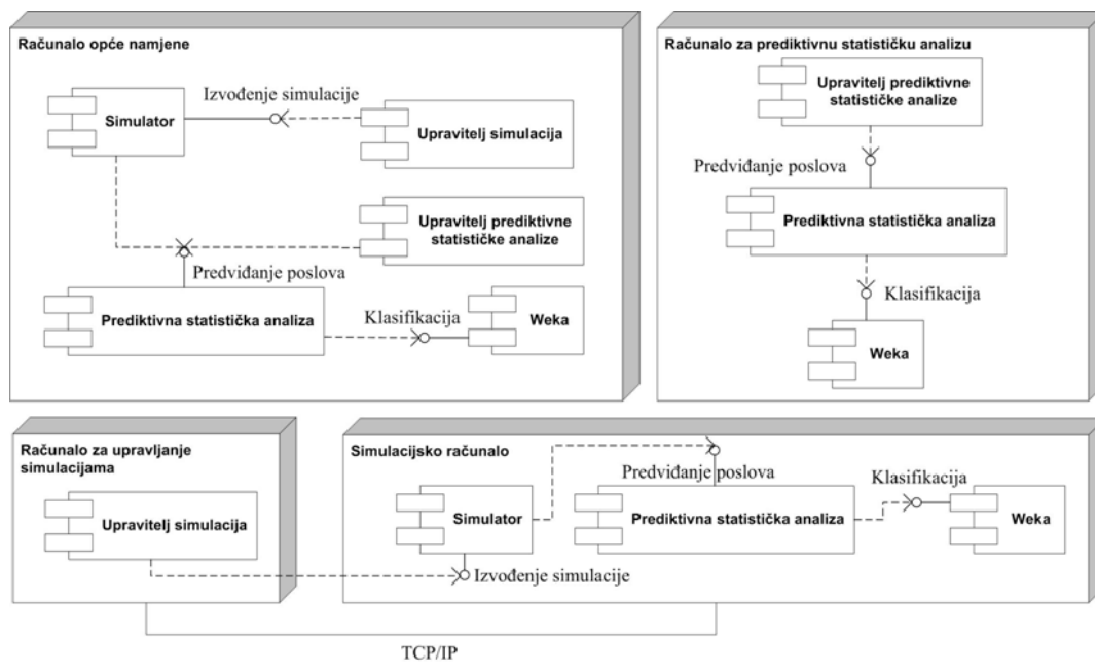 Računalo opće namjene
Izvođenje simulacije
Simulator
Upravitelj simulacija
Upravitelj prediktivne
statističke analize
Predviđanje poslova
Prediktivna statistička analiza
Klasifikacija
Weka
Računalo za prediktivnu statističku analizu
Upravitelj prediktivne
statističke analize
Predviđanje poslova
Prediktivna statistička analiza
Klasifikacija
Weka
Računalo za upravljanje
simulacijama
Upravitelj simulacija
Simulacijsko računalo
Predviđanje poslova
Klasifikacija
Simulator
Prediktivna statistička analiza
Weka
Izvođenje simulacije
TCP/IP